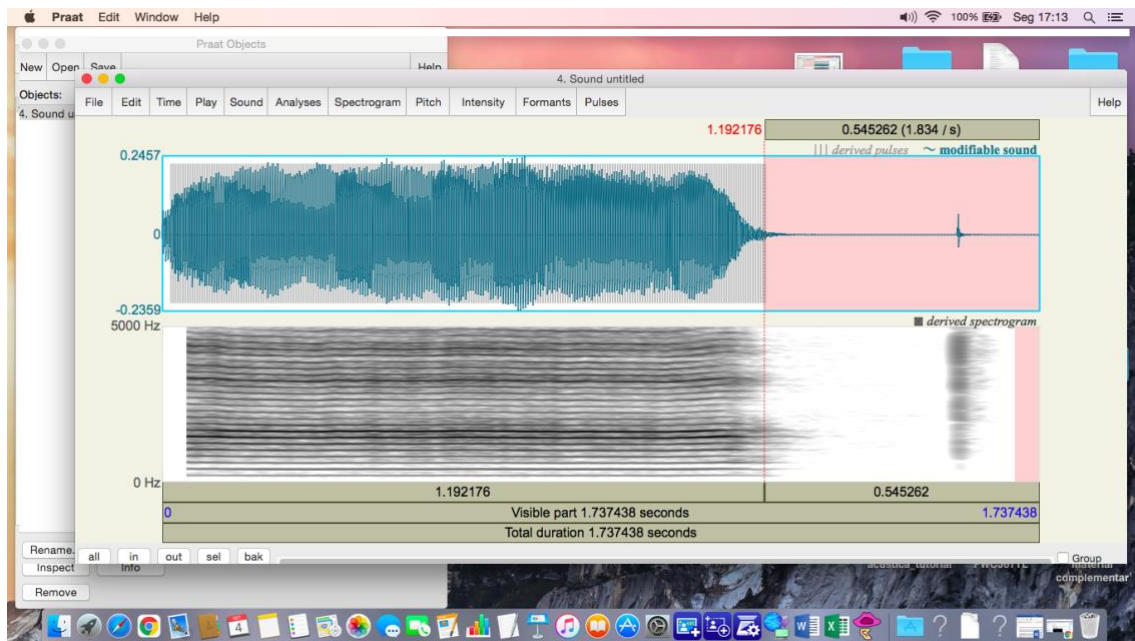 Praat Edit Window Help 100% Seg 17:13
Praat Objects
New Open Save Help
Objects:
4. Sound u
4. Sound untitled
File Edit Time Play Sound Analyses Spectrogram Pitch Intensity Formants Pulses Help
1.192176 0.545262 (1.834 / s)
derived pulses ~ modifiable sound
0.2457
0
-0.2359
5000 Hz derived spectrogram
0 Hz
1.192176 0.545262
0 Visible part 1.737438 seconds 1.737438
Total duration 1.737438 seconds
all in out sel bak Group
Rename.
Inspect Info
Remove
acustica_tutorial material
complementar